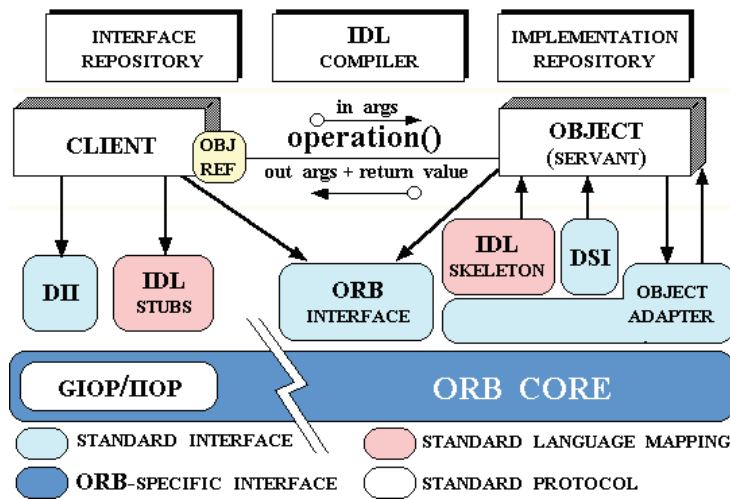 INTERFACE
REPOSITORY
IDL
COMPILER
IMPLEMENTATION
REPOSITORY
in args
operation()
out args + return value
CLIENT
OBJ
REF
OBJECT
(SERVANT)
DII
IDL
STUBS
ORB
INTERFACE
IDL
SKELETON
DSI
OBJECT
ADAPTER
GIOP/IIOP
ORB CORE
STANDARD INTERFACE
STANDARD LANGUAGE MAPPING
ORB-SPECIFIC INTERFACE
STANDARD PROTOCOL